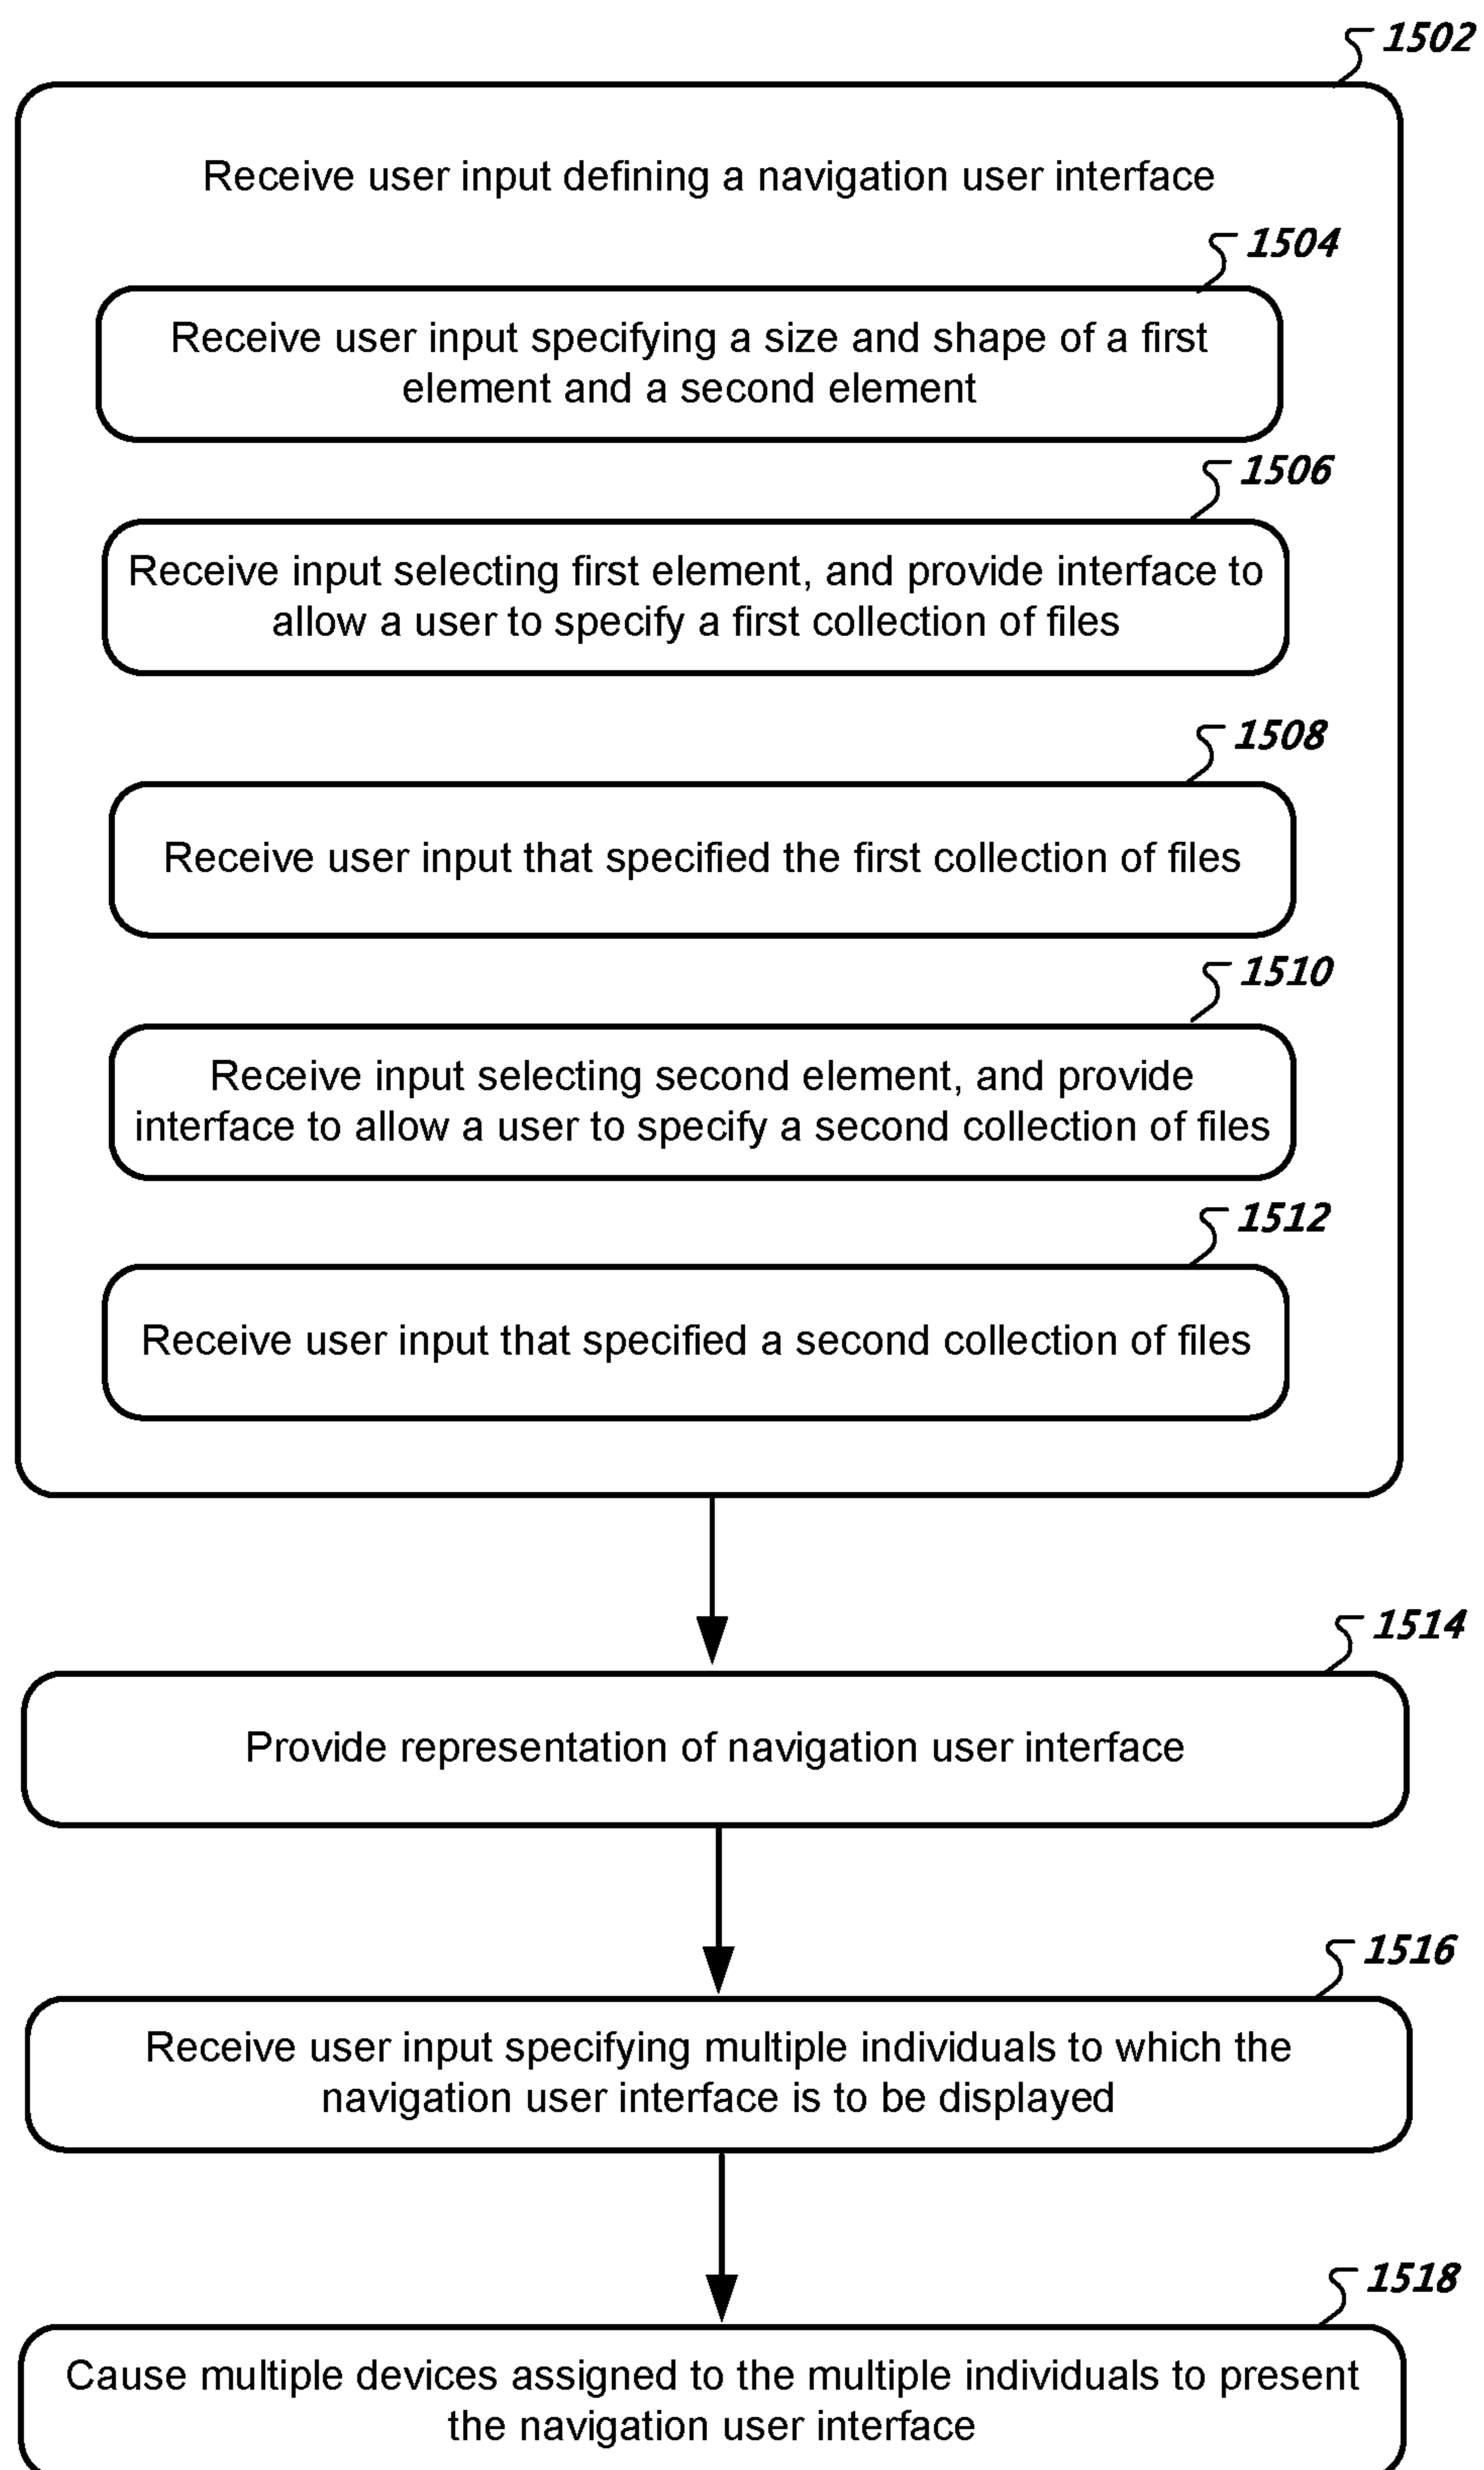 1502
Receive user input defining a navigation user interface
1504
Receive user input specifying a size and shape of a first
element and a second element
1506
Receive input selecting first element, and provide interface to
allow a user to specify a first collection of files
1508
Receive user input that specified the first collection of files
1510
Receive input selecting second element, and provide
interface to allow a user to specify a second collection of files
1512
Receive user input that specified a second collection of files
1514
Provide representation of navigation user interface
1516
Receive user input specifying multiple individuals to which the
navigation user interface is to be displayed
1518
Cause multiple devices assigned to the multiple individuals to present
the navigation user interface